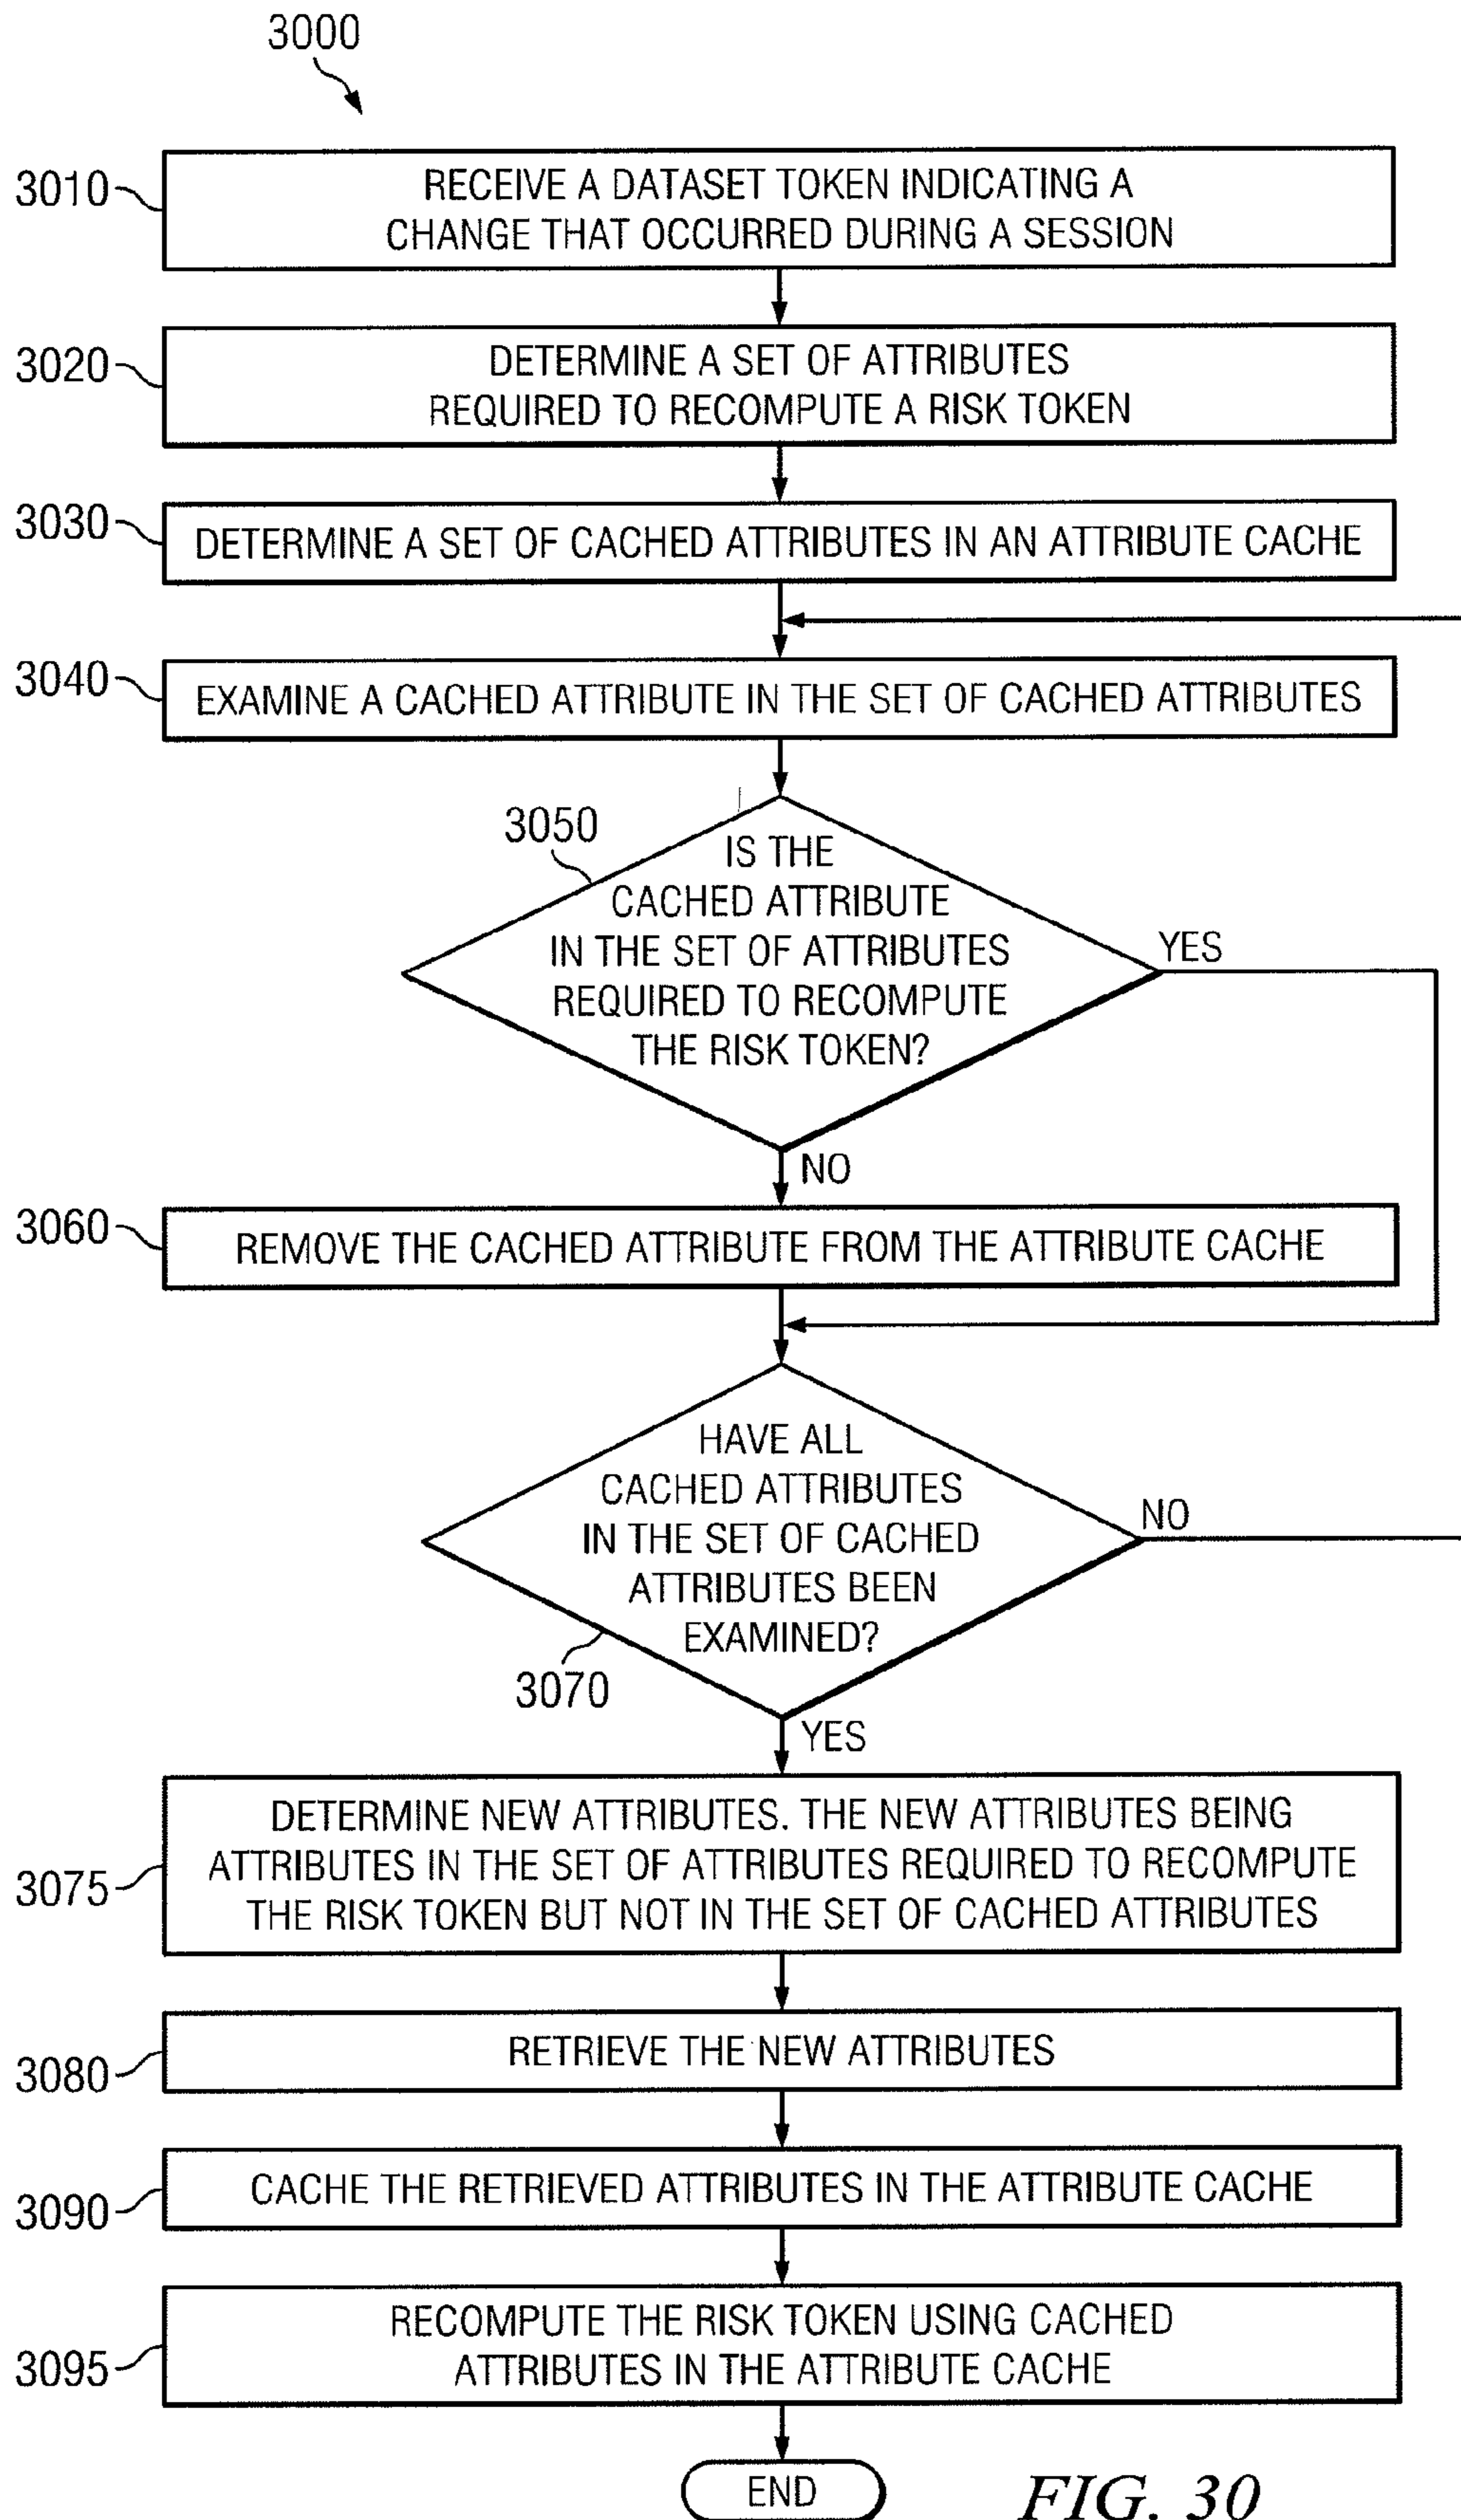 3000
3010
RECEIVE A DATASET TOKEN INDICATING A
CHANGE THAT OCCURRED DURING A SESSION
3020
DETERMINE A SET OF ATTRIBUTES
REQUIRED TO RECOMPUTE A RISK TOKEN
3030
DETERMINE A SET OF CACHED ATTRIBUTES IN AN ATTRIBUTE CACHE
3040
EXAMINE A CACHED ATTRIBUTE IN THE SET OF CACHED ATTRIBUTES
3050
IS THE
CACHED ATTRIBUTE
IN THE SET OF ATTRIBUTES
REQUIRED TO RECOMPUTE
THE RISK TOKEN?
YES
NO
3060
REMOVE THE CACHED ATTRIBUTE FROM THE ATTRIBUTE CACHE
HAVE ALL
CACHED ATTRIBUTES
IN THE SET OF CACHED
ATTRIBUTES BEEN
EXAMINED?
NO
3070
YES
3075
DETERMINE NEW ATTRIBUTES. THE NEW ATTRIBUTES BEING
ATTRIBUTES IN THE SET OF ATTRIBUTES REQUIRED TO RECOMPUTE
THE RISK TOKEN BUT NOT IN THE SET OF CACHED ATTRIBUTES
3080
RETRIEVE THE NEW ATTRIBUTES
3090
CACHE THE RETRIEVED ATTRIBUTES IN THE ATTRIBUTE CACHE
3095
RECOMPUTE THE RISK TOKEN USING CACHED
ATTRIBUTES IN THE ATTRIBUTE CACHE
END
FIG. 30